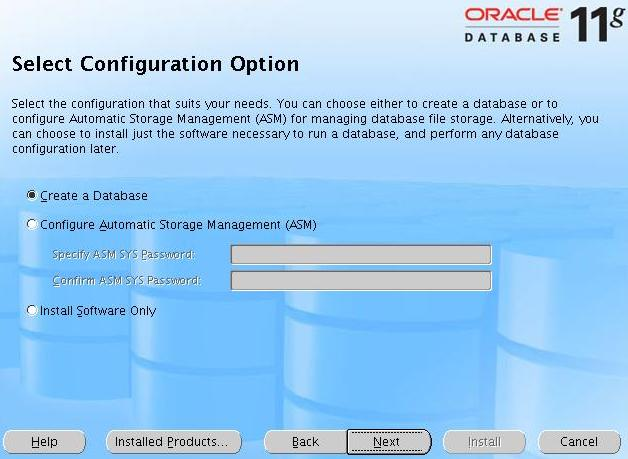 ORACLE 11g
DATABASE
Select Configuration Option
Select the configuration that suits your needs. You can choose either to create a database or to
configure Automatic Storage Management (ASM) for managing database file storage. Alternatively, you
can choose to install just the software necessary to run a database, and perform any database
configuration later.
Create a Database
Configure Automatic Storage Management (ASM)
Specify ASM SYS Password:
Confirm ASM SYS Password:
Install Software Only
Help Installed Products... Back Next Install Cancel